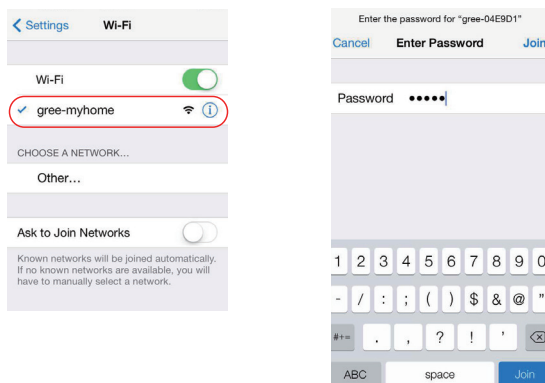 Settings
Wi-Fi
Wi-Fi
gree-myhome
CHOOSE A NETWORK...
Other...
Ask to Join Networks
Known networks will be joined automatically.
If no known networks are available, you will
have to manually select a network.
Enter the password for “gree-04E9D1”
Cancel Enter Password Join
Password •••••
1 2 3 4 5 6 7 8 9 0
- / : ; ( ) $ & @ "
#+= . , ? ! '
ABC space Join